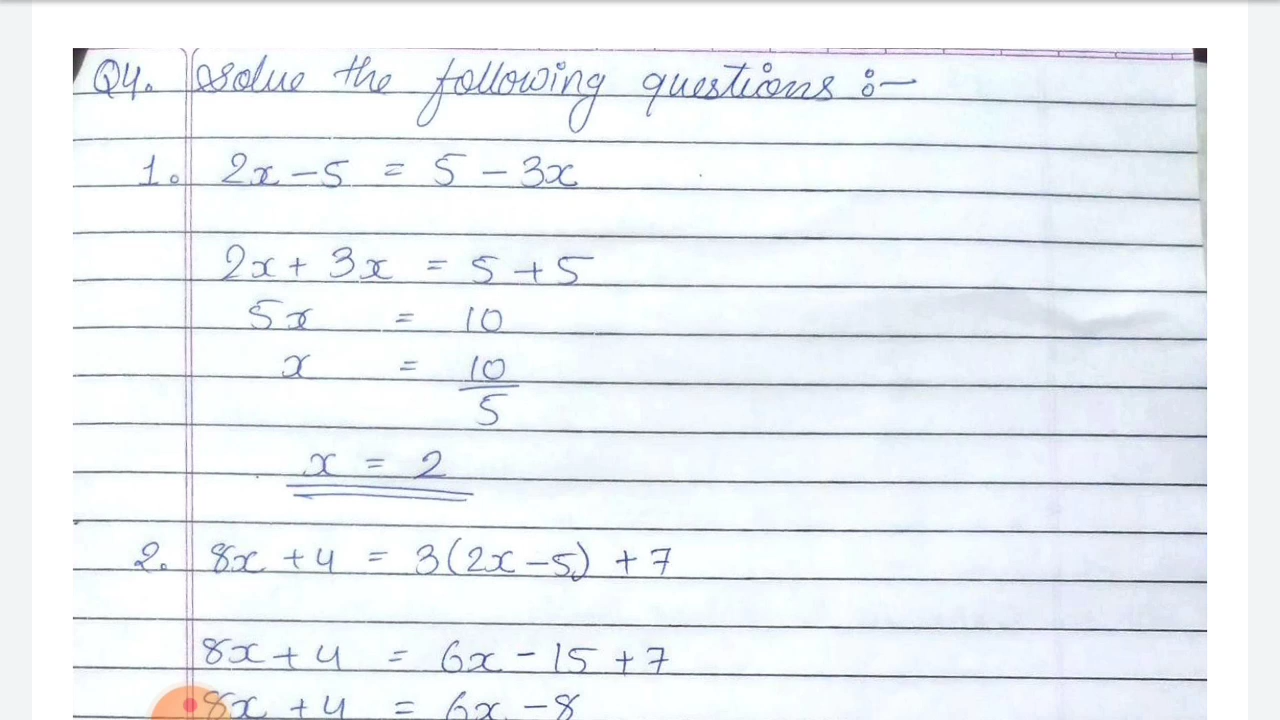 Q4. Solve the following questions :-
1. 2x - 5 = 5 - 3x
2x + 3x = 5 + 5
5x = 10
x = 10/5
x = 2
2. 8x + 4 = 3(2x - 5) + 7
8x + 4 = 6x - 15 + 7
8x + 4 = 6x - 8